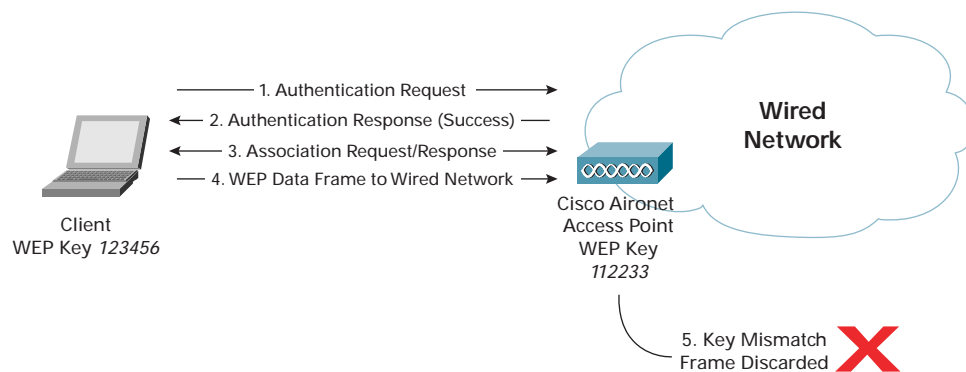 1. Authentication Request
2. Authentication Response (Success)
3. Association Request/Response
4. WEP Data Frame to Wired Network
Wired
Network
Client
WEP Key 123456
Cisco Aironet
Access Point
WEP Key
112233
5. Key Mismatch
Frame Discarded